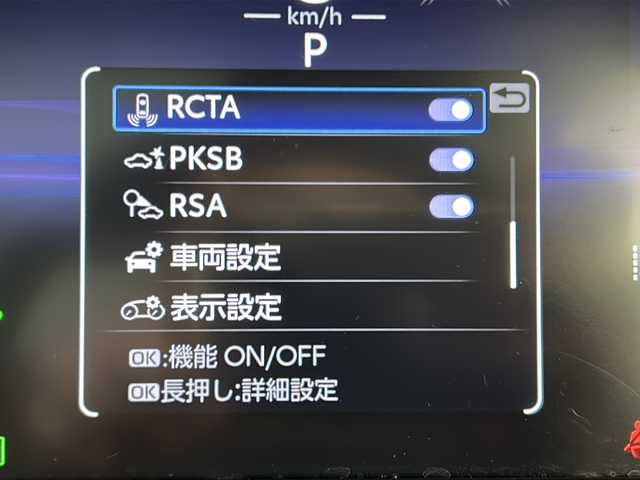 km/h
P
RCTA
PKSB
RSA
車両設定
表示設定
OK:機能 ON/OFF
OK長押し:詳細設定